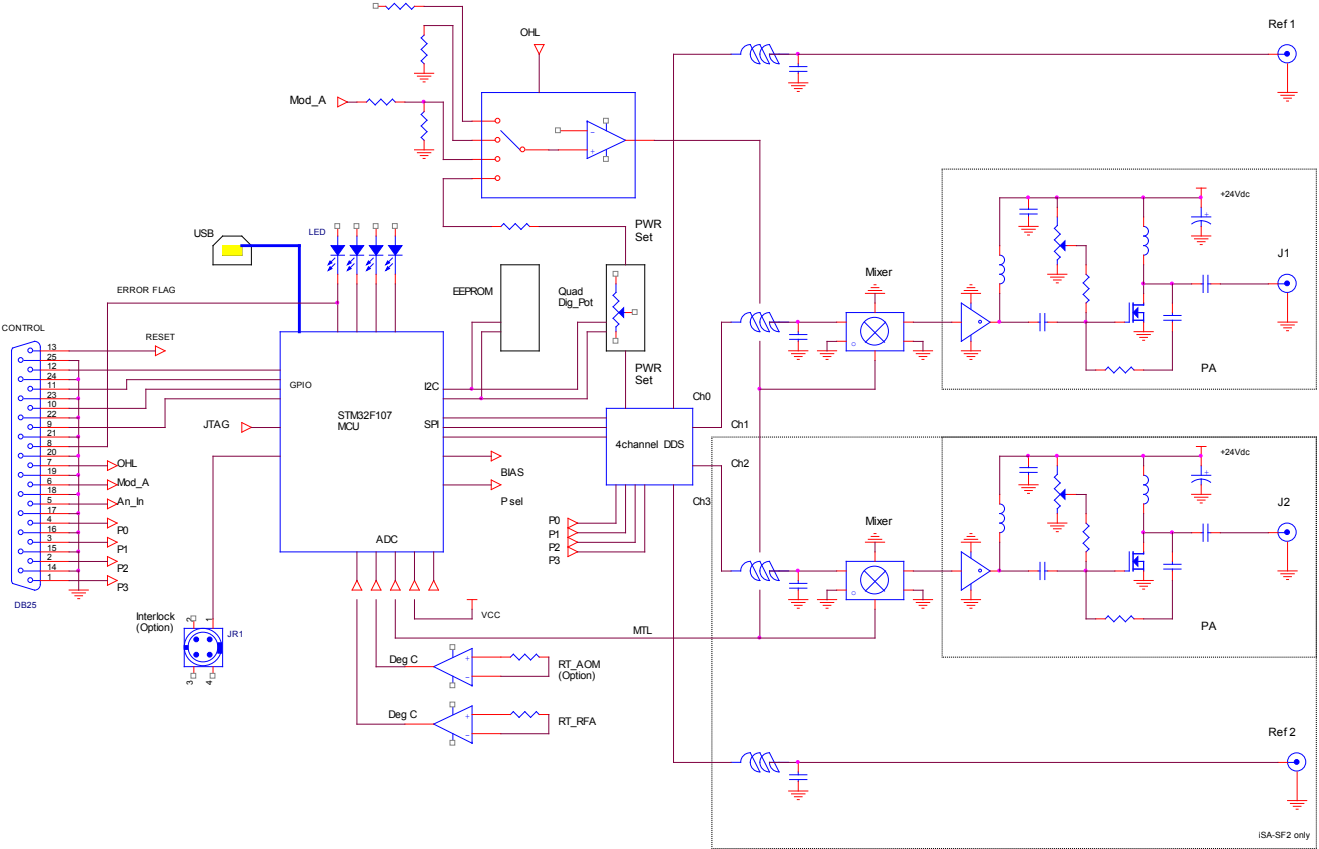 Ref 1
OHL
Mod_A
+24Vdc
USB
LED
PWR
Set
J1
Mixer
ERROR FLAG
EEPROM
Quad
Dig_Pot
CONTROL
RESET
13
25
12
24
11
23
10
22
9
21
8
20
7
19
6
18
5
17
4
16
3
15
2
14
1
DB25
GPIO
I2C
PWR
Set
PA
STM32F107
MCU
SPI
JTAG
Ch0
Ch1
4channel DDS
Ch2
Ch3
+24Vdc
OHL
Mod_A
An_In
P0
P1
P2
P3
BIAS
P sel
ADC
P0
P1
P2
P3
J2
Mixer
VCC
Interlock
(Option)
2
1
JR1
3
4
MTL
PA
Deg C
RT_AOM
(Option)
Deg C
RT_RFA
Ref 2
iSA-SF2 only